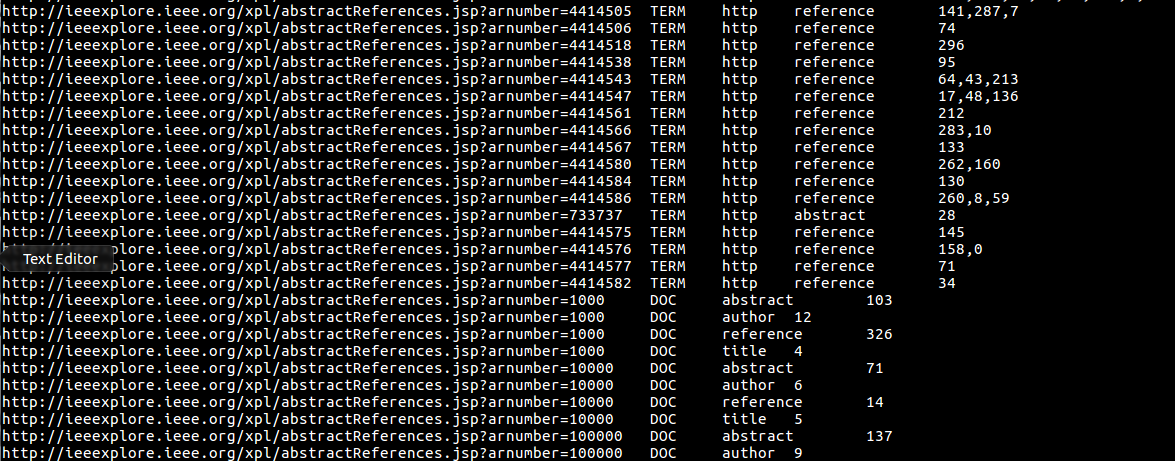 http://ieeexplore.ieee.org/xpl/abstractReferences.jsp?arnumber=4414505 TERM http reference 141,287,7
http://ieeexplore.ieee.org/xpl/abstractReferences.jsp?arnumber=4414506 TERM http reference 74
http://ieeexplore.ieee.org/xpl/abstractReferences.jsp?arnumber=4414518 TERM http reference 296
http://ieeexplore.ieee.org/xpl/abstractReferences.jsp?arnumber=4414538 TERM http reference 95
http://ieeexplore.ieee.org/xpl/abstractReferences.jsp?arnumber=4414543 TERM http reference 64,43,213
http://ieeexplore.ieee.org/xpl/abstractReferences.jsp?arnumber=4414547 TERM http reference 17,48,136
http://ieeexplore.ieee.org/xpl/abstractReferences.jsp?arnumber=4414561 TERM http reference 212
http://ieeexplore.ieee.org/xpl/abstractReferences.jsp?arnumber=4414566 TERM http reference 283,10
http://ieeexplore.ieee.org/xpl/abstractReferences.jsp?arnumber=4414567 TERM http reference 133
http://ieeexplore.ieee.org/xpl/abstractReferences.jsp?arnumber=4414580 TERM http reference 262,160
http://ieeexplore.ieee.org/xpl/abstractReferences.jsp?arnumber=4414584 TERM http reference 130
http://ieeexplore.ieee.org/xpl/abstractReferences.jsp?arnumber=4414586 TERM http reference 260,8,59
http://ieeexplore.ieee.org/xpl/abstractReferences.jsp?arnumber=733737 TERM http abstract 28
http://ieeexplore.ieee.org/xpl/abstractReferences.jsp?arnumber=4414575 TERM http reference 145
http://ieeexplore.ieee.org/xpl/abstractReferences.jsp?arnumber=4414576 TERM http reference 158,0
Text Editor
http://ieeexplore.ieee.org/xpl/abstractReferences.jsp?arnumber=4414577 TERM http reference 71
http://ieeexplore.ieee.org/xpl/abstractReferences.jsp?arnumber=4414582 TERM http reference 34
http://ieeexplore.ieee.org/xpl/abstractReferences.jsp?arnumber=1000 DOC abstract 103
http://ieeexplore.ieee.org/xpl/abstractReferences.jsp?arnumber=1000 DOC author 12
http://ieeexplore.ieee.org/xpl/abstractReferences.jsp?arnumber=1000 DOC reference 326
http://ieeexplore.ieee.org/xpl/abstractReferences.jsp?arnumber=1000 DOC title 4
http://ieeexplore.ieee.org/xpl/abstractReferences.jsp?arnumber=10000 DOC abstract 71
http://ieeexplore.ieee.org/xpl/abstractReferences.jsp?arnumber=10000 DOC author 6
http://ieeexplore.ieee.org/xpl/abstractReferences.jsp?arnumber=10000 DOC reference 14
http://ieeexplore.ieee.org/xpl/abstractReferences.jsp?arnumber=10000 DOC title 5
http://ieeexplore.ieee.org/xpl/abstractReferences.jsp?arnumber=100000 DOC abstract 137
http://ieeexplore.ieee.org/xpl/abstractReferences.jsp?arnumber=100000 DOC author 9